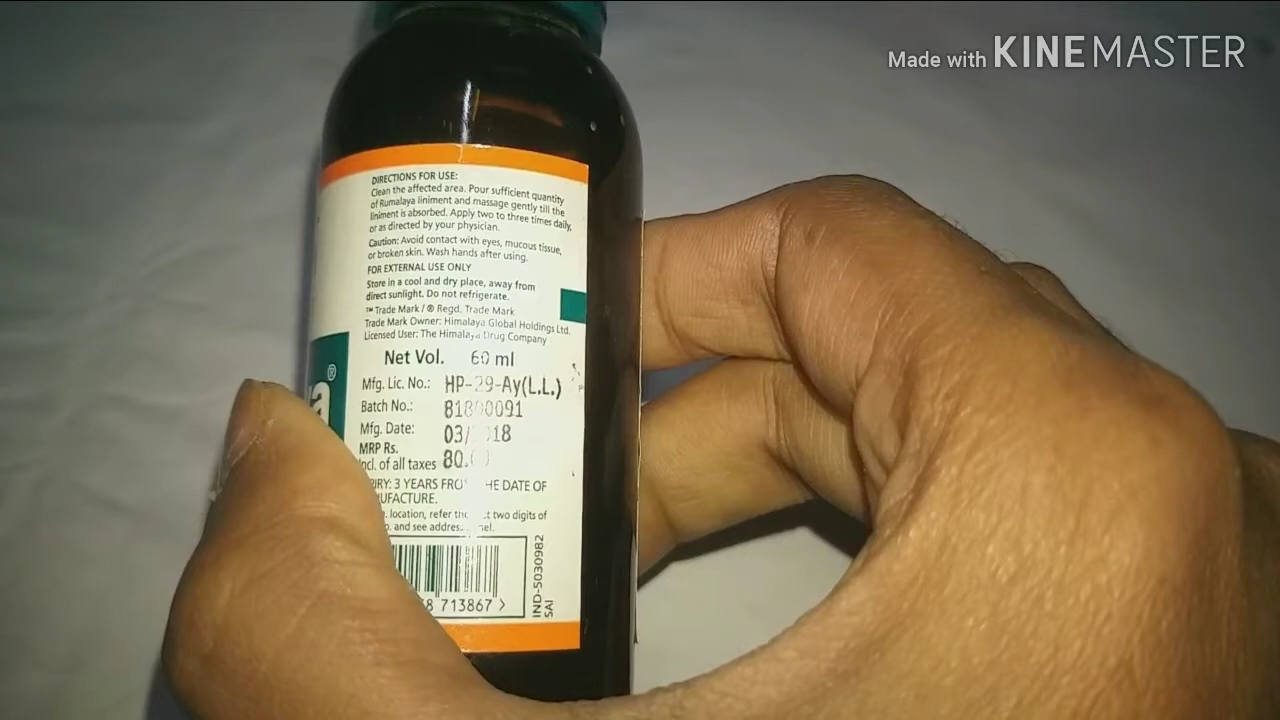 Made with KINEMASTER
DIRECTIONS FOR USE:
Clean the affected area. Pour sufficient quantity
of Rumalaya liniment and massage gently till the
liniment is absorbed. Apply two to three times daily,
or as directed by your physician.
Caution: Avoid contact with eyes, mucous tissue,
or broken skin. Wash hands after using.
FOR EXTERNAL USE ONLY
Store in a cool and dry place, away from
direct sunlight. Do not refrigerate.
™ Trade Mark / ® Regd. Trade Mark
Trade Mark Owner: Himalaya Global Holdings Ltd.
Licensed User: The Himalaya Drug Company
Net Vol. 60 ml
a®
Mfg. Lic. No.: HP-29-Ay(L.L.)
Batch No.:
Mfg. Date: 03/ 18
MRP Rs.
Incl. of all taxes 80.
3 YEARS THE DATE OF
location, refer two digits of
and see
8 713867 >
IND-5030982
SAI